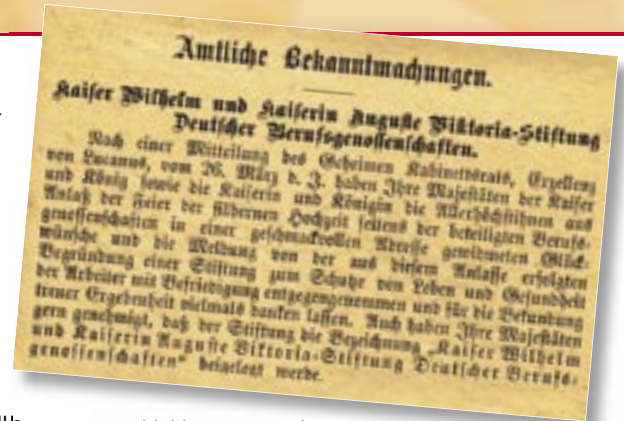 Amtliche Bekanntmachungen.
Kaiser Wilhelm und Kaiserin Auguste Viktoria-Stiftung
Deutscher Berufsgenossenschaften.
Nach einer Mitteilung des Geheimen Kabinettsrats, Exzellenz
von Lucanus, vom 26. März d. J. haben Ihre Majestäten der Kaiser
und König sowie die Kaiserin und Königin die Allerhöchstihnen aus
Anlaß der Feier der silbernen Hochzeit seitens der beteiligten Berufs-
genossenschaften in einer geschmackvollen Adresse gewidmeten Glück-
wünsche und die Meldung von der aus diesem Anlasse erfolgten
Begründung einer Stiftung zum Schutze von Leben und Gesundheit
der Arbeiter mit Befriedigung entgegengenommen und für die Bekundung
treuer Ergebenheit vielmals danken lassen. Auch haben Ihre Majestäten
gern genehmigt, daß der Stiftung die Bezeichnung „Kaiser Wilhelm
und Kaiserin Auguste Viktoria-Stiftung Deutscher Berufs-
genossenschaften“ beigelegt werde.